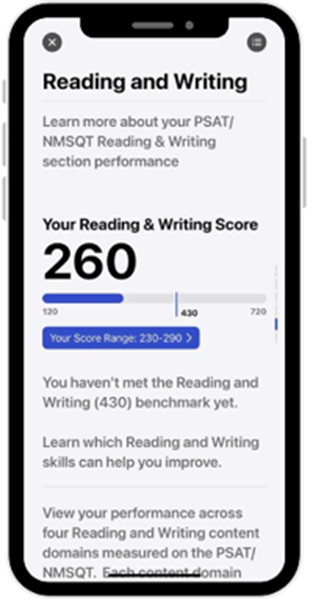 Reading and Writing
Learn more about your PSAT/
NMSQT Reading & Writing
section performance
Your Reading & Writing Score
260
120 430 720
Your Score Range: 230-290 >
You haven't met the Reading and
Writing (430) benchmark yet.
Learn which Reading and Writing
skills can help you improve.
View your performance across
four Reading and Writing content
domains measured on the PSAT/
NMSQT. Each content domain